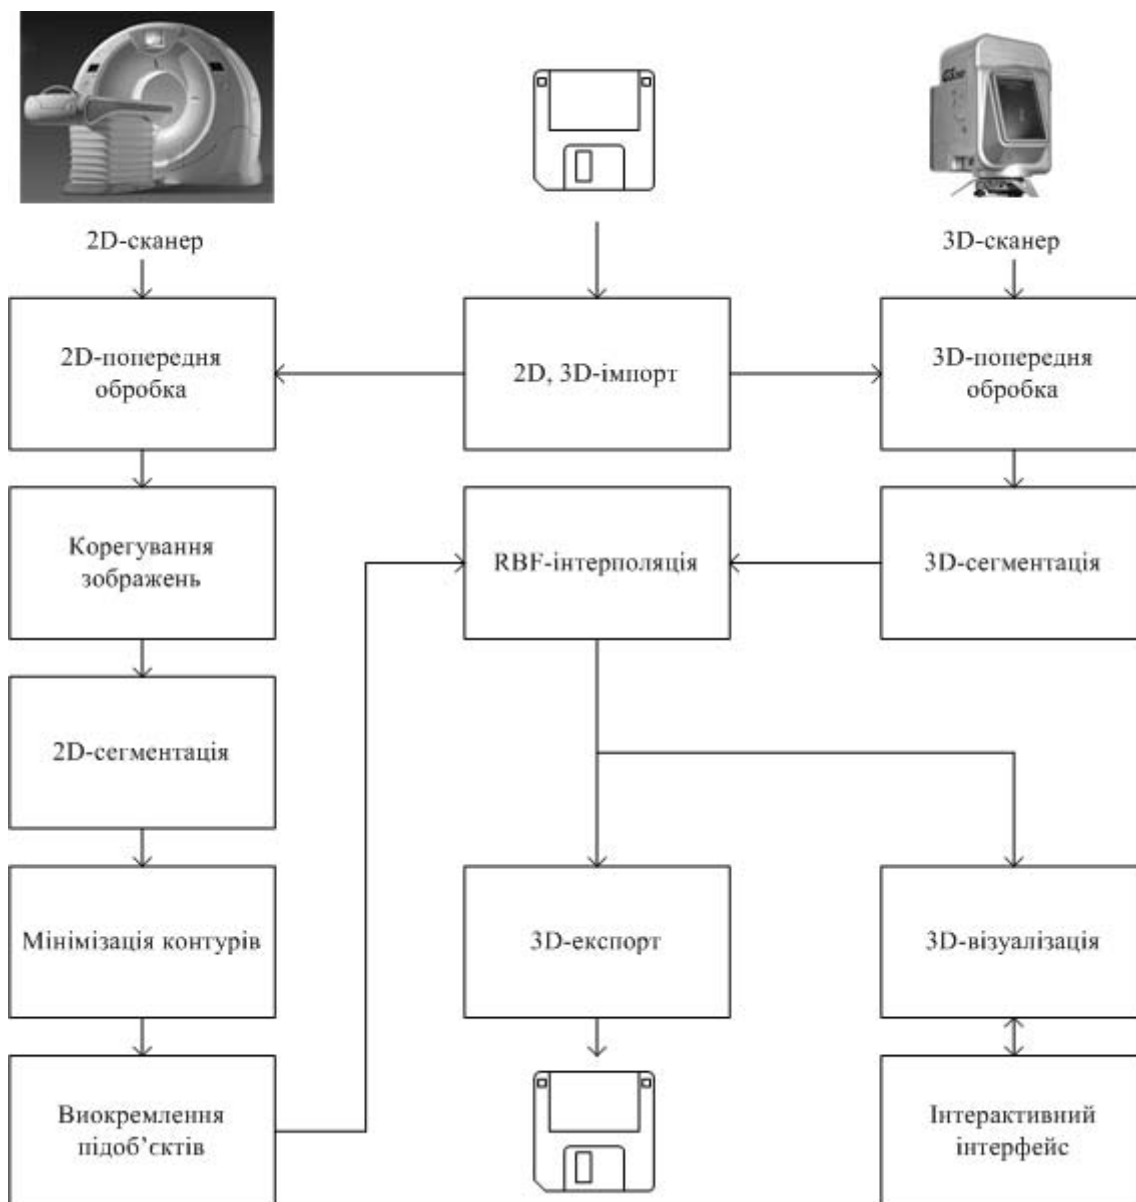 2D-сканер
3D-сканер
2D-попередня
обробка
2D, 3D-імпорт
3D-попередня
обробка
Корегування
зображень
RBF-інтерполяція
3D-сегментація
2D-сегментація
Мінімізація контурів
3D-експорт
3D-візуалізація
Виокремлення
підоб’єктів
Інтерактивний
інтерфейс